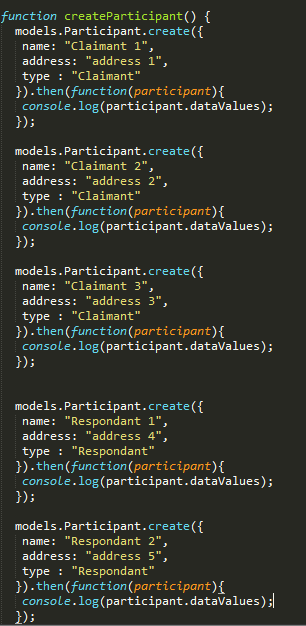 function createParticipant() {
models.Participant.create({
name: "Claimant 1",
address: "address 1",
type : "Claimant"
}).then(function(participant){
console.log(participant.dataValues);
});
models.Participant.create({
name: "Claimant 2",
address: "address 2",
type : "Claimant"
}).then(function(participant){
console.log(participant.dataValues);
});
models.Participant.create({
name: "Claimant 3",
address: "address 3",
type : "Claimant"
}).then(function(participant){
console.log(participant.dataValues);
});
models.Participant.create({
name: "Respondant 1",
address: "address 4",
type : "Respondant"
}).then(function(participant){
console.log(participant.dataValues);
});
models.Participant.create({
name: "Respondant 2",
address: "address 5",
type : "Respondant"
}).then(function(participant){
console.log(participant.dataValues);
});